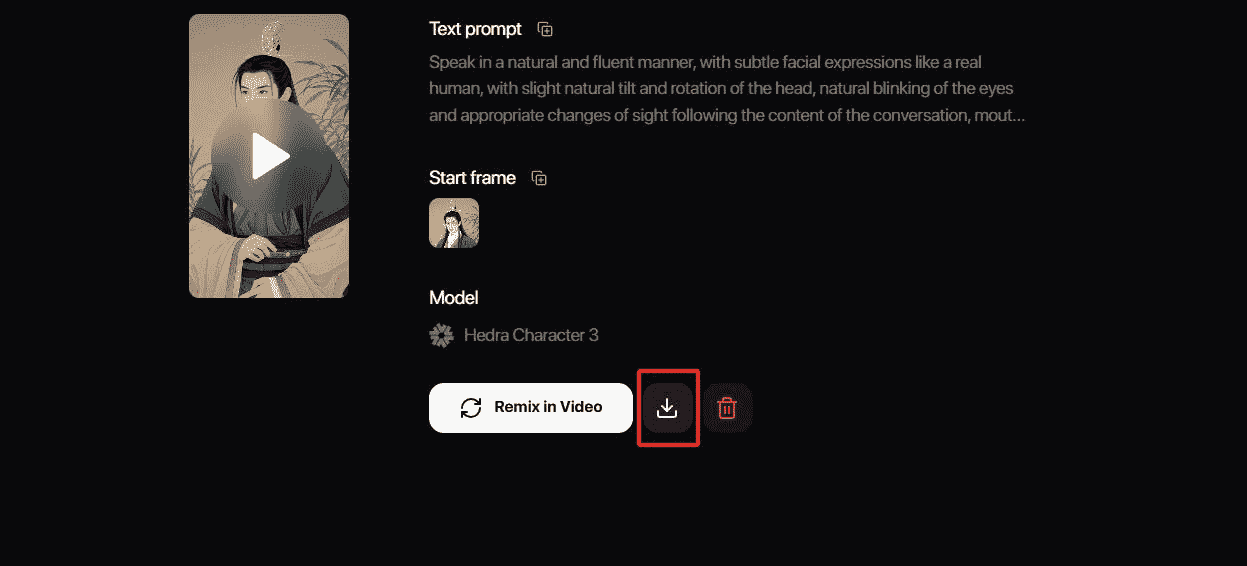 Text prompt
Speak in a natural and fluent manner, with subtle facial expressions like a real
human, with slight natural tilt and rotation of the head, natural blinking of the eyes
and appropriate changes of sight following the content of the conversation, mout...
Start frame
Model
Hedra Character 3
Remix in Video